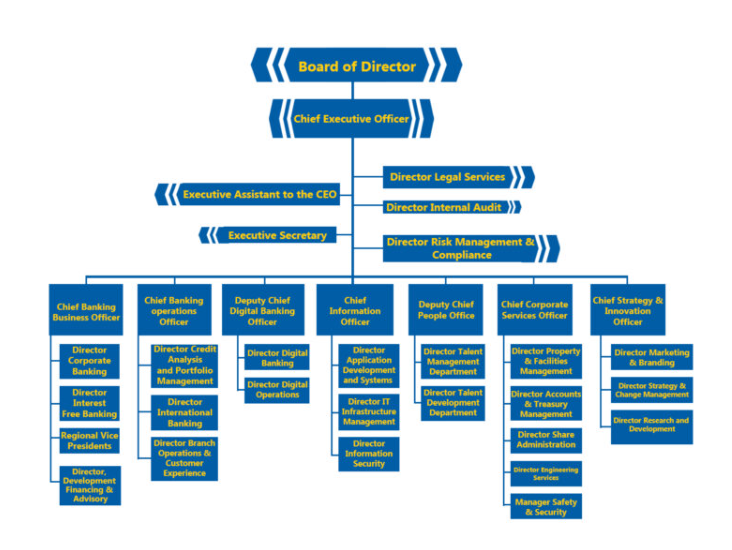 Board of Director
Chief Executive Officer
Director Legal Services
Executive Assistant to the CEO
Director Internal Audit
Executive Secretary
Director Risk Management &
Compliance
Chief Banking
Business Officer
Director
Corporate
Banking
Director
Interest
Free Banking
Regional Vice
Presidents
Director,
Development
Financing &
Advisory
Chief Banking
operations
Officer
Director Credit
Analysis
and Portfolio
Management
Director
International
Banking
Director Branch
Operations &
Customer
Experience
Deputy Chief
Digital Banking
Officer
Director Digital
Banking
Director Digital
Operations
Chief
Information
Officer
Director
Application
Development
and Systems
Director IT
Infrastructure
Management
Director
Information
Security
Deputy Chief
People Office
Director Talent
Management
Department
Director Talent
Development
Department
Chief Corporate
Services Officer
Director Property
& Facilities
Management
Director Accounts
& Treasury
Management
Director Share
Administration
Director Engineering
Services
Manager Safety
& Security
Chief Strategy &
Innovation
Officer
Director Marketing
& Branding
Director Strategy &
Change Management
Director Research and
Development